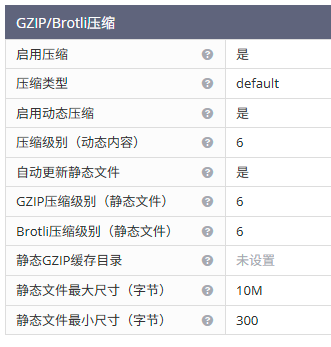 GZIP/Brotli压缩
启用压缩 是
压缩类型 default
启用动态压缩 是
压缩级别（动态内容） 6
自动更新静态文件 是
GZIP压缩级别（静态文件） 6
Brotli压缩级别（静态文件） 6
静态GZIP缓存目录 未设置
静态文件最大尺寸（字节） 10M
静态文件最小尺寸（字节） 300